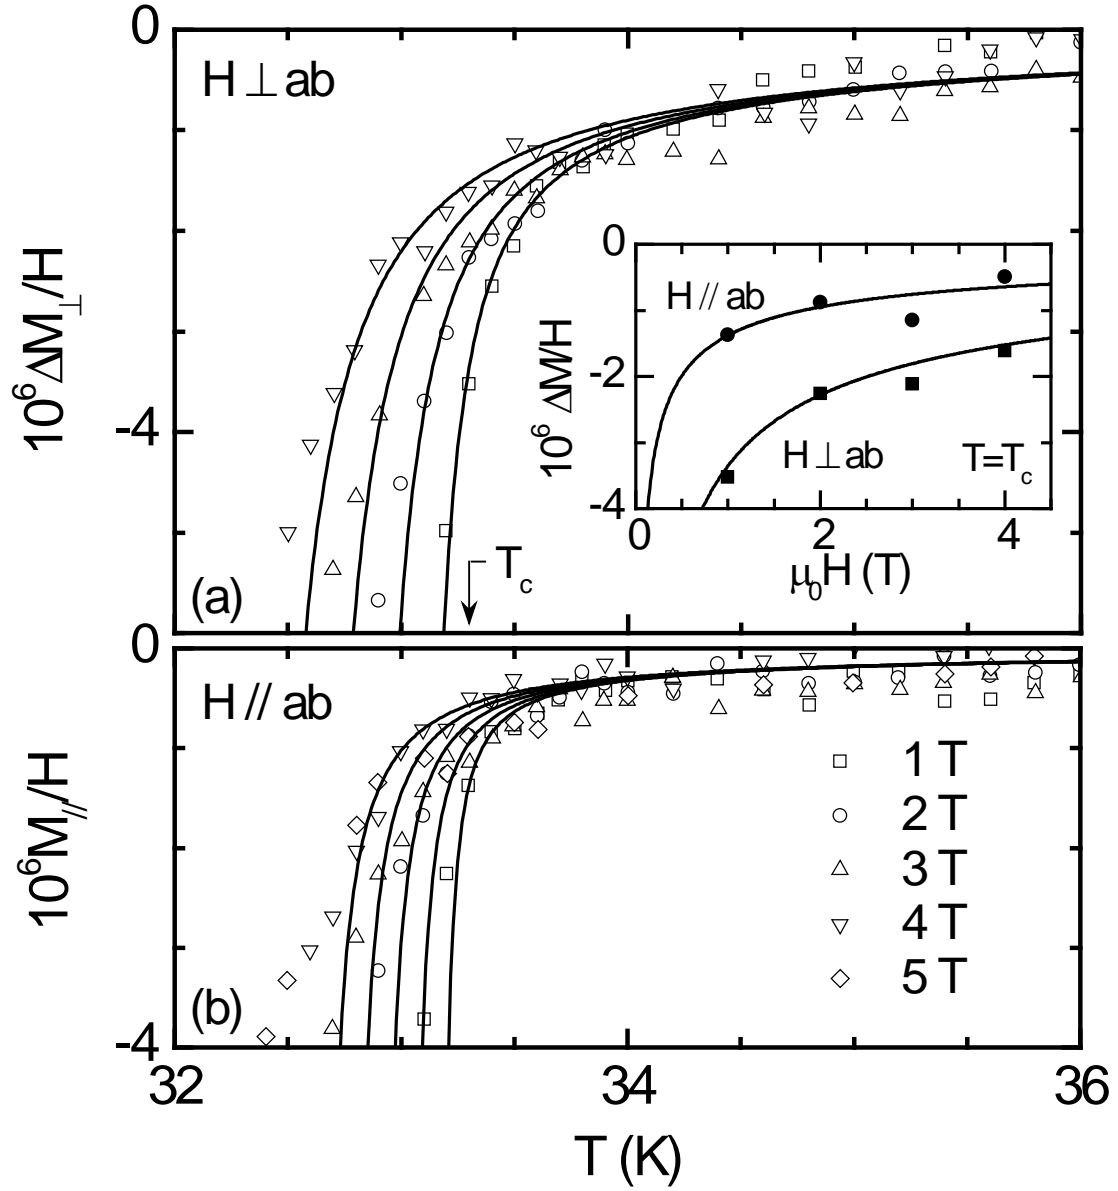 0
H⊥ab
10⁶ΔM⊥/H
-4
(a)
Tc
0
H//ab
10⁶ ΔM/H
-2
H⊥ab
T=Tc
-4
0
2
4
μ₀H (T)
0
H//ab
10⁶M///H
1 T
2 T
3 T
4 T
5 T
(b)
-4
32
34
36
T (K)